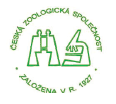 ČESKÁ ZOOLOGICKÁ SPOLEČNOST
* ZALOŽENA V R. 1927 *